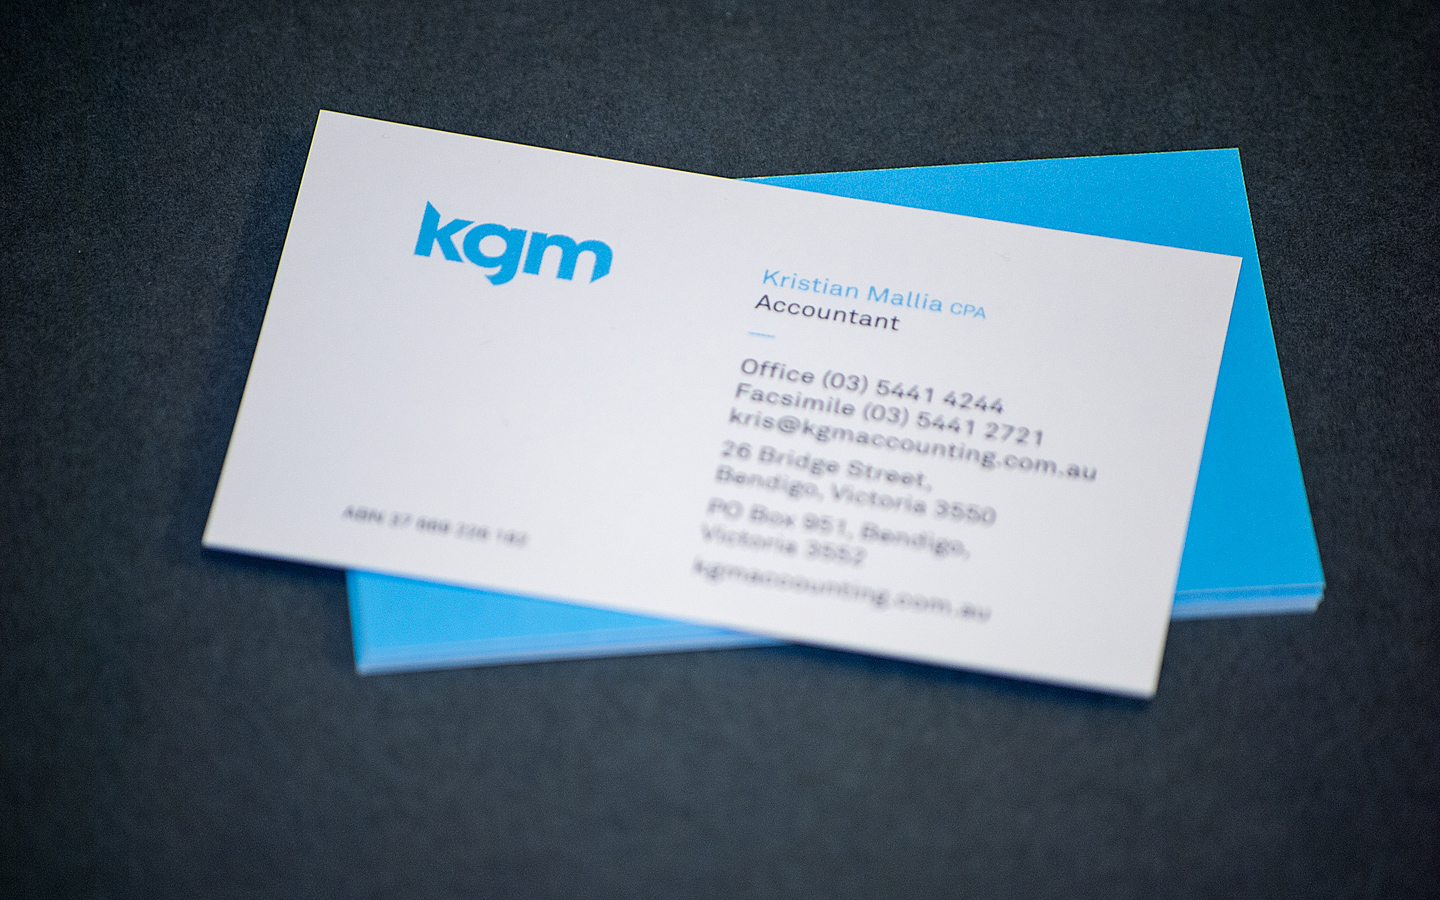 kgm
Kristian Mallia CPA
Accountant
Office (03) 5441 4244
Facsimile (03) 5441 2721
kris@kgmaccounting.com.au
26 Bridge Street,
Bendigo, Victoria 3550
PO Box 951, Bendigo,
Victoria 3552
kgmaccounting.com.au
ABN